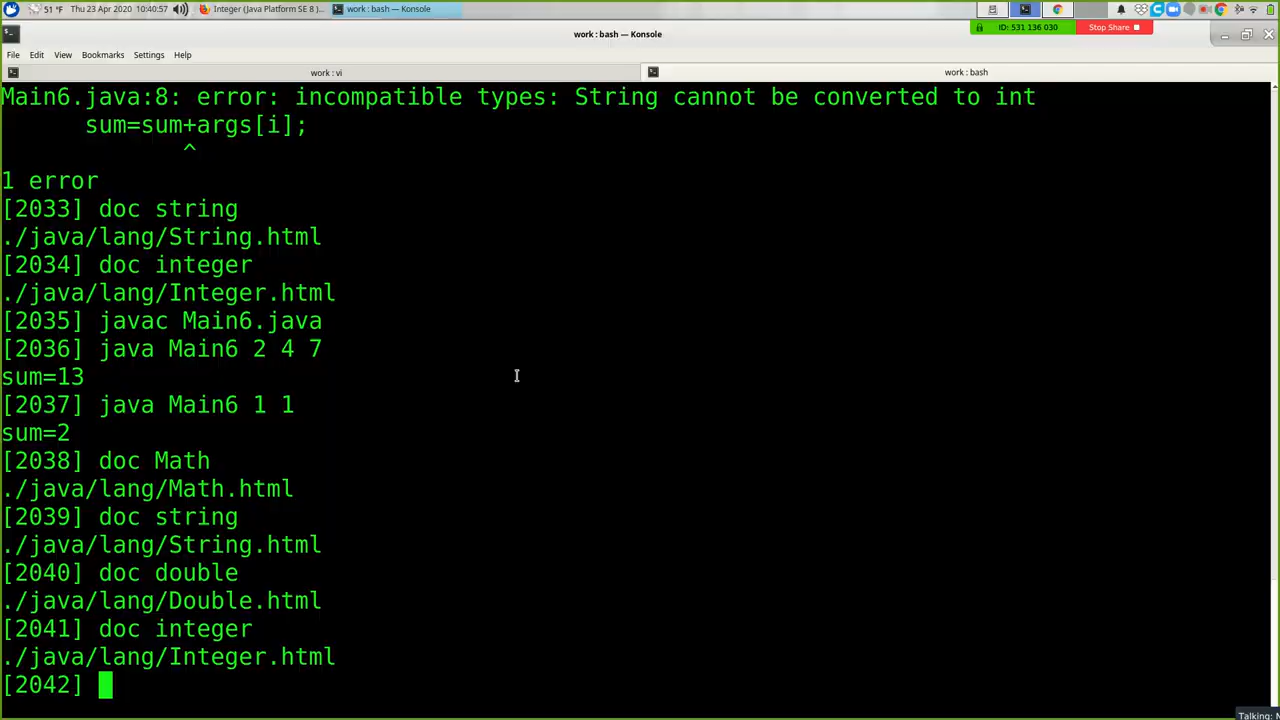 51 °F Thu 23 Apr 2020 10:40:57 Integer (Java Platform SE 8 )... work : bash — Konsole
work : bash — Konsole
ID: 531 136 030 Stop Share
File Edit View Bookmarks Settings Help
work : vi work : bash
Main6.java:8: error: incompatible types: String cannot be converted to int
sum=sum+args[i];
^
1 error
[2033] doc string
./java/lang/String.html
[2034] doc integer
./java/lang/Integer.html
[2035] javac Main6.java
[2036] java Main6 2 4 7
sum=13
[2037] java Main6 1 1
sum=2
[2038] doc Math
./java/lang/Math.html
[2039] doc string
./java/lang/String.html
[2040] doc double
./java/lang/Double.html
[2041] doc integer
./java/lang/Integer.html
[2042]
Talking: